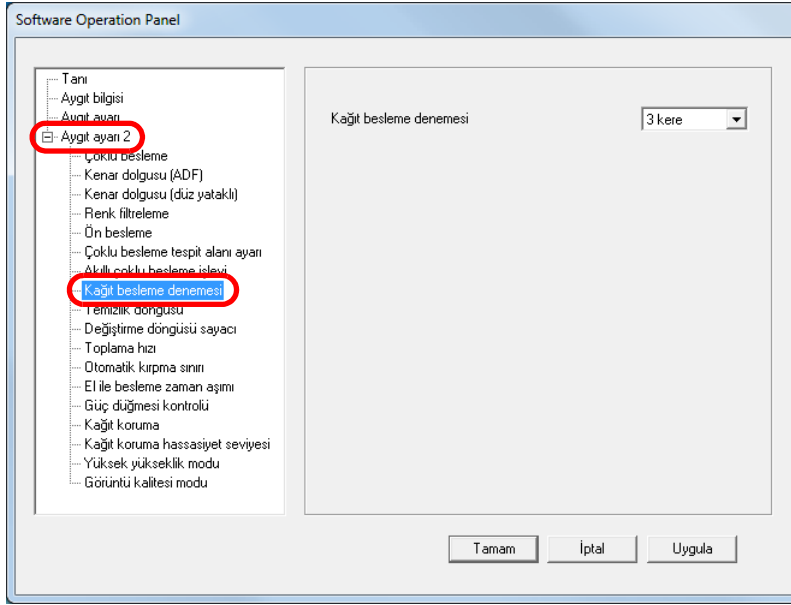 Software Operation Panel
Tanı
Aygıt bilgisi
Aygıt ayarı
Aygıt ayarı 2
Çoklu besleme
Kenar dolgusu (ADF)
Kenar dolgusu (düz yataklı)
Renk filtreleme
Ön besleme
Çoklu besleme tespit alanı ayarı
Akıllı çoklu besleme işlevi
Kağıt besleme denemesi
Temizlik döngüsü
Değiştirme döngüsü sayacı
Toplama hızı
Otomatik kırpma sınırı
El ile besleme zaman aşımı
Güç düğmesi kontrolü
Kağıt koruma
Kağıt koruma hassasiyet seviyesi
Yüksek yükseklik modu
Görüntü kalitesi modu
Kağıt besleme denemesi 3 kere
Tamam İptal Uygula